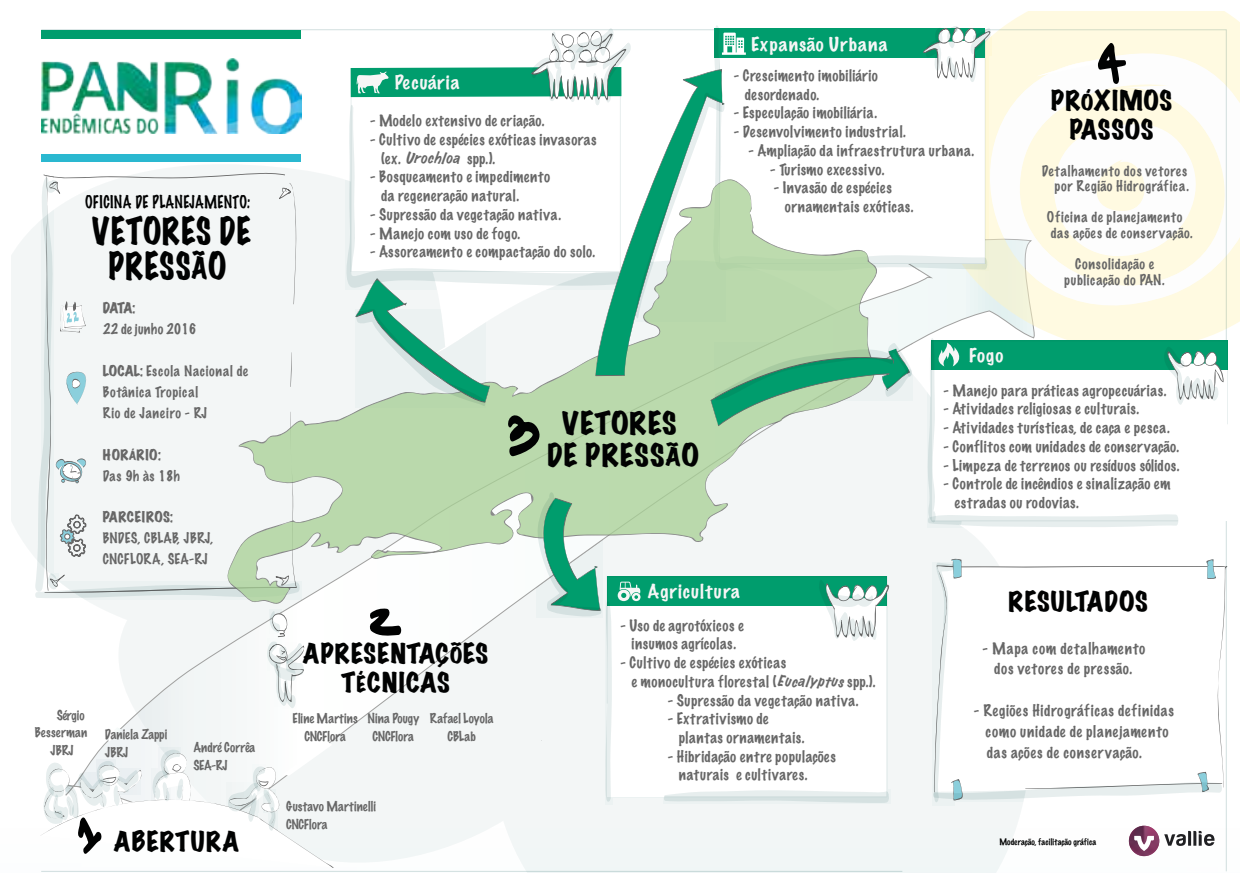 PAN Rio
ENDÊMICAS DO
OFICINA DE PLANEJAMENTO:
VETORES DE
PRESSÃO
22
DATA:
22 de junho 2016
LOCAL: Escola Nacional de
Botânica Tropical
Rio de Janeiro - RJ
HORÁRIO:
Das 9h às 18h
PARCEIROS:
BNDES, CBLAB, JBRJ,
CNCFLORA, SEA-RJ
1 ABERTURA
Sérgio
Besserman
JBRJ
Daniela Zappi
JBRJ
André Corrêa
SEA-RJ
Gustavo Martinelli
CNCFlora
2
APRESENTAÇÕES
TÉCNICAS
Eline Martins
CNCFlora
Nina Pougy
CNCFlora
Rafael Loyola
CBLab
3 VETORES
DE PRESSÃO
Pecuária
- Modelo extensivo de criação.
- Cultivo de espécies exóticas invasoras
(ex. Urochloa spp.).
- Bosqueamento e impedimento
da regeneração natural.
- Supressão da vegetação nativa.
- Manejo com uso de fogo.
- Assoreamento e compactação do solo.
Expansão Urbana
- Crescimento imobiliário
desordenado.
- Especulação imobiliária.
- Desenvolvimento industrial.
- Ampliação da infraestrutura urbana.
- Turismo excessivo.
- Invasão de espécies
ornamentais exóticas.
Fogo
- Manejo para práticas agropecuárias.
- Atividades religiosas e culturais.
- Atividades turísticas, de caça e pesca.
- Conflitos com unidades de conservação.
- Limpeza de terrenos ou resíduos sólidos.
- Controle de incêndios e sinalização em
estradas ou rodovias.
Agricultura
- Uso de agrotóxicos e
insumos agrícolas.
- Cultivo de espécies exóticas
e monocultura florestal (Eucalyptus spp.).
- Supressão da vegetação nativa.
- Extrativismo de
plantas ornamentais.
- Hibridação entre populações
naturais e cultivares.
4
PRÓXIMOS
PASSOS
Detalhamento dos vetores
por Região Hidrográfica.
Oficina de planejamento
das ações de conservação.
Consolidação e
publicação do PAN.
RESULTADOS
- Mapa com detalhamento
dos vetores de pressão.
- Regiões Hidrográficas definidas
como unidade de planejamento
das ações de conservação.
Moderação, facilitação gráfica
vallie